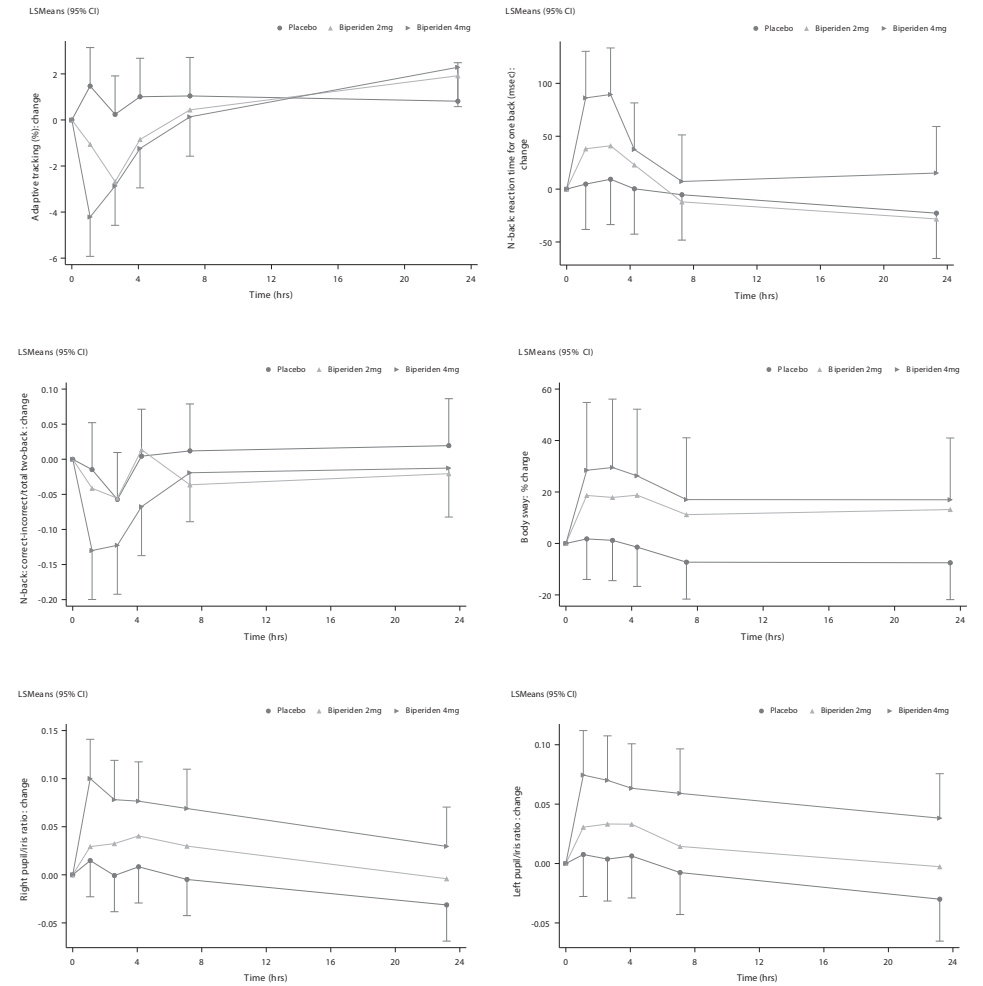 LSMeans (95% CI)
Placebo Biperiden 2mg Biperiden 4mg
Adaptive tracking (%): change
2
0
-2
-4
-6
0 4 8 12 16 20 24
Time (hrs)
LSMeans (95% CI)
Placebo Biperiden 2mg Biperiden 4mg
N-back: reaction time for one back (msec):
change
100
50
0
-50
0 4 8 12 16 20 24
Time (hrs)
LSMeans (95% CI)
Placebo Biperiden 2mg Biperiden 4mg
N-back: correct-incorrect/total two-back : change
0.10
0.05
0.00
-0.05
-0.10
-0.15
-0.20
0 4 8 12 16 20 24
Time (hrs)
LSMeans (95% CI)
Placebo Biperiden 2mg Biperiden 4mg
Body sway: % change
60
40
20
0
-20
0 4 8 12 16 20 24
Time (hrs)
LSMeans (95% CI)
Placebo Biperiden 2mg Biperiden 4mg
Right pupil/iris ratio : change
0.15
0.10
0.05
0.00
-0.05
0 4 8 12 16 20 24
Time (hrs)
LSMeans (95% CI)
Placebo Biperiden 2mg Biperiden 4mg
Left pupil/iris ratio : change
0.10
0.05
0.00
-0.05
0 4 8 12 16 20 24
Time (hrs)